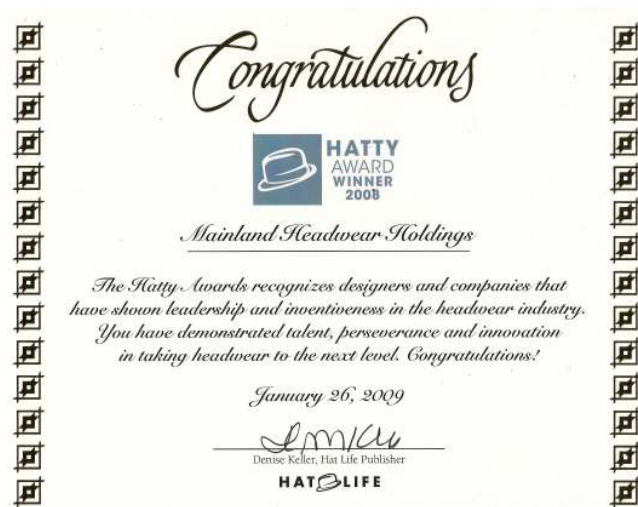 Congratulations
HATTY
AWARD
WINNER
2008
Mainland Headwear Holdings
The Hatty Awards recognizes designers and companies that
have shown leadership and inventiveness in the headwear industry.
You have demonstrated talent, perseverance and innovation
in taking headwear to the next level. Congratulations!
January 26, 2009
Denise Keller, Hat Life Publisher
HAT LIFE